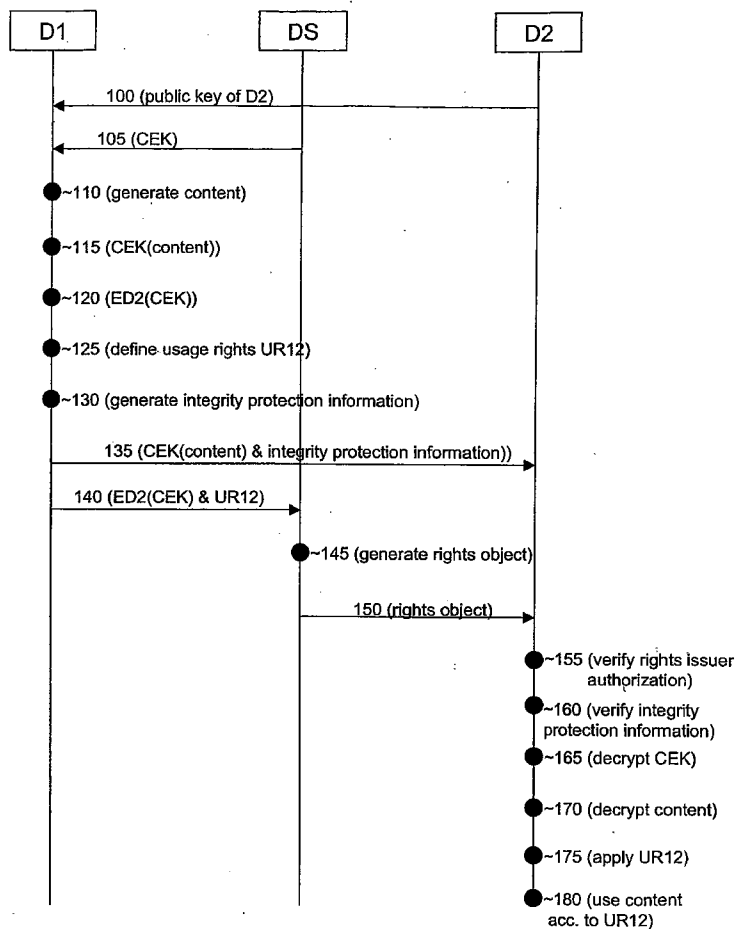 D1
DS
D2
100 (public key of D2)
105 (CEK)
~110 (generate content)
~115 (CEK(content))
~120 (ED2(CEK))
~125 (define usage rights UR12)
~130 (generate integrity protection information)
135 (CEK(content) & integrity protection information))
140 (ED2(CEK) & UR12)
~145 (generate rights object)
150 (rights object)
~155 (verify rights issuer
authorization)
~160 (verify integrity
protection information)
~165 (decrypt CEK)
~170 (decrypt content)
~175 (apply UR12)
~180 (use content
acc. to UR12)